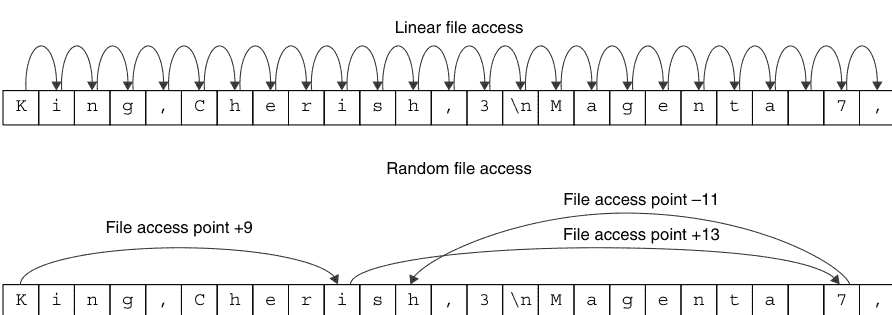 Linear file access
K i n g , C h e r i s h , 3 \n M a g e n t a 7 ,
Random file access
File access point –11
File access point +9
File access point +13
K i n g , C h e r i s h , 3 \n M a g e n t a 7 ,